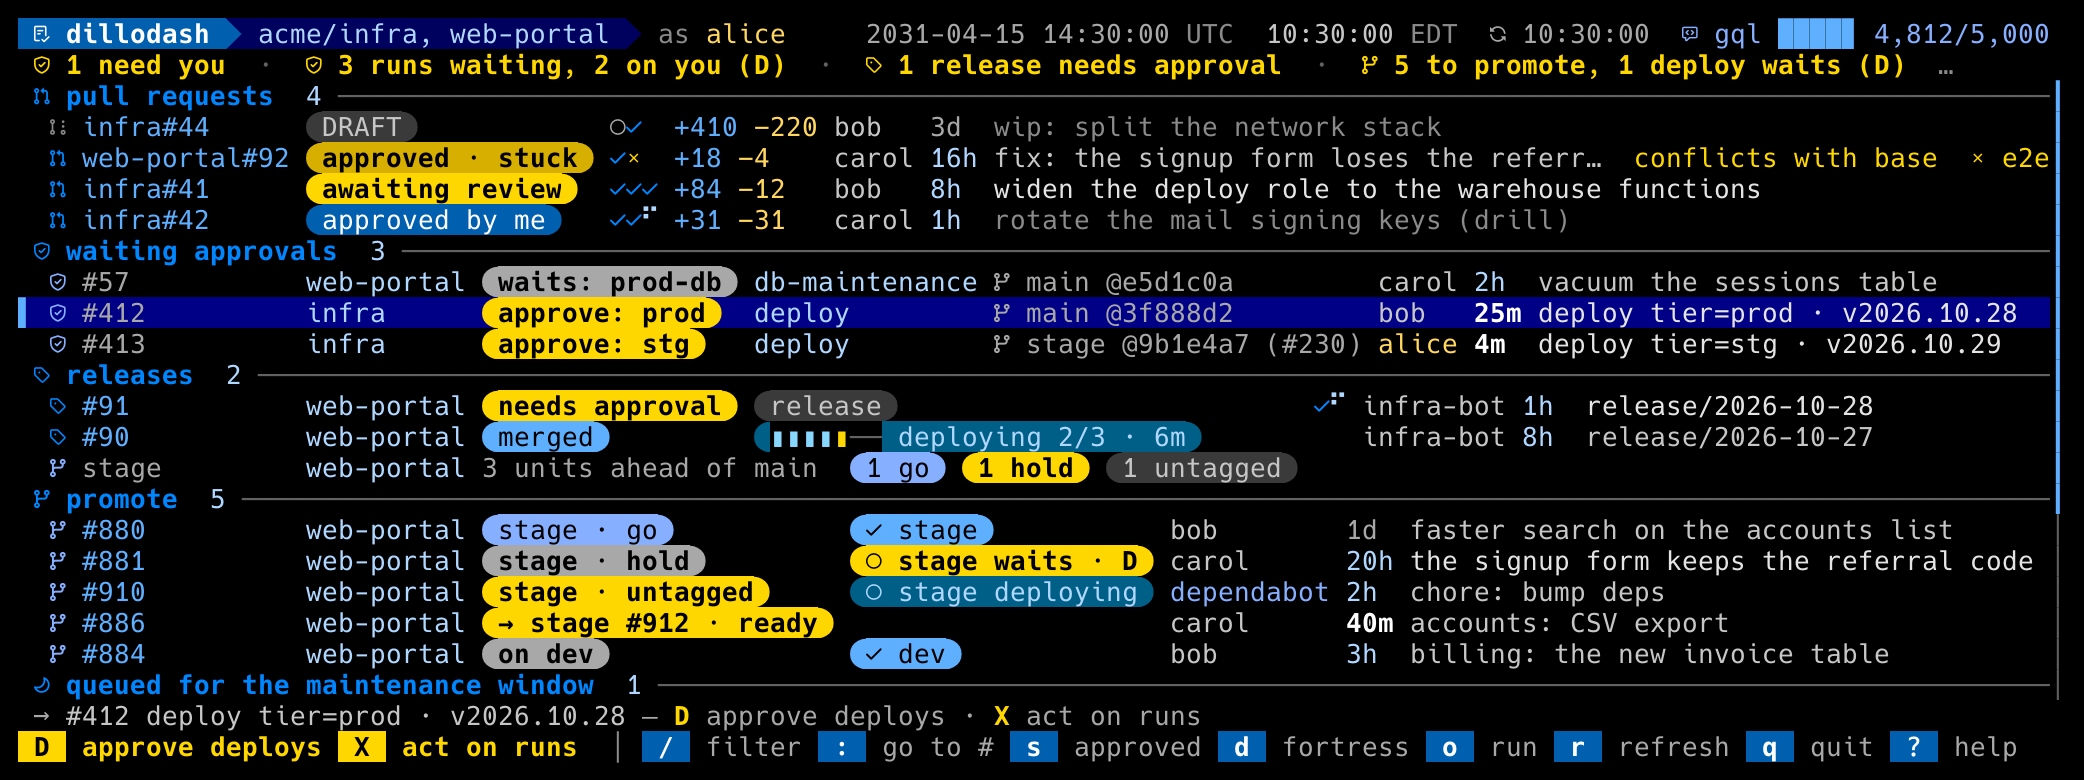 dillodash acme/infra, web-portal as alice 2031-04-15 14:30:00 UTC 10:30:00 EDT 10:30:00 gql 4,812/5,000
1 need you · 3 runs waiting, 2 on you (D) · 1 release needs approval · 5 to promote, 1 deploy waits (D) …
pull requests 4
infra#44 DRAFT ○✓ +410 −220 bob 3d wip: split the network stack
web-portal#92 approved · stuck ✓× +18 −4 carol 16h fix: the signup form loses the referr… conflicts with base × e2e
infra#41 awaiting review ✓✓✓ +84 −12 bob 8h widen the deploy role to the warehouse functions
infra#42 approved by me ✓✓ +31 −31 carol 1h rotate the mail signing keys (drill)
waiting approvals 3
#57 web-portal waits: prod-db db-maintenance main @e5d1c0a carol 2h vacuum the sessions table
#412 infra approve: prod deploy main @3f888d2 bob 25m deploy tier=prod · v2026.10.28
#413 infra approve: stg deploy stage @9b1e4a7 (#230) alice 4m deploy tier=stg · v2026.10.29
releases 2
#91 web-portal needs approval release ✓ infra-bot 1h release/2026-10-28
#90 web-portal merged deploying 2/3 · 6m infra-bot 8h release/2026-10-27
stage web-portal 3 units ahead of main 1 go 1 hold 1 untagged
promote 5
#880 web-portal stage · go ✓ stage bob 1d faster search on the accounts list
#881 web-portal stage · hold ○ stage waits · D carol 20h the signup form keeps the referral code
#910 web-portal stage · untagged ○ stage deploying dependabot 2h chore: bump deps
#886 web-portal → stage #912 · ready carol 40m accounts: CSV export
#884 web-portal on dev ✓ dev bob 3h billing: the new invoice table
queued for the maintenance window 1
→ #412 deploy tier=prod · v2026.10.28 — D approve deploys · X act on runs
D approve deploys X act on runs │ / filter : go to # s approved d fortress o run r refresh q quit ? help